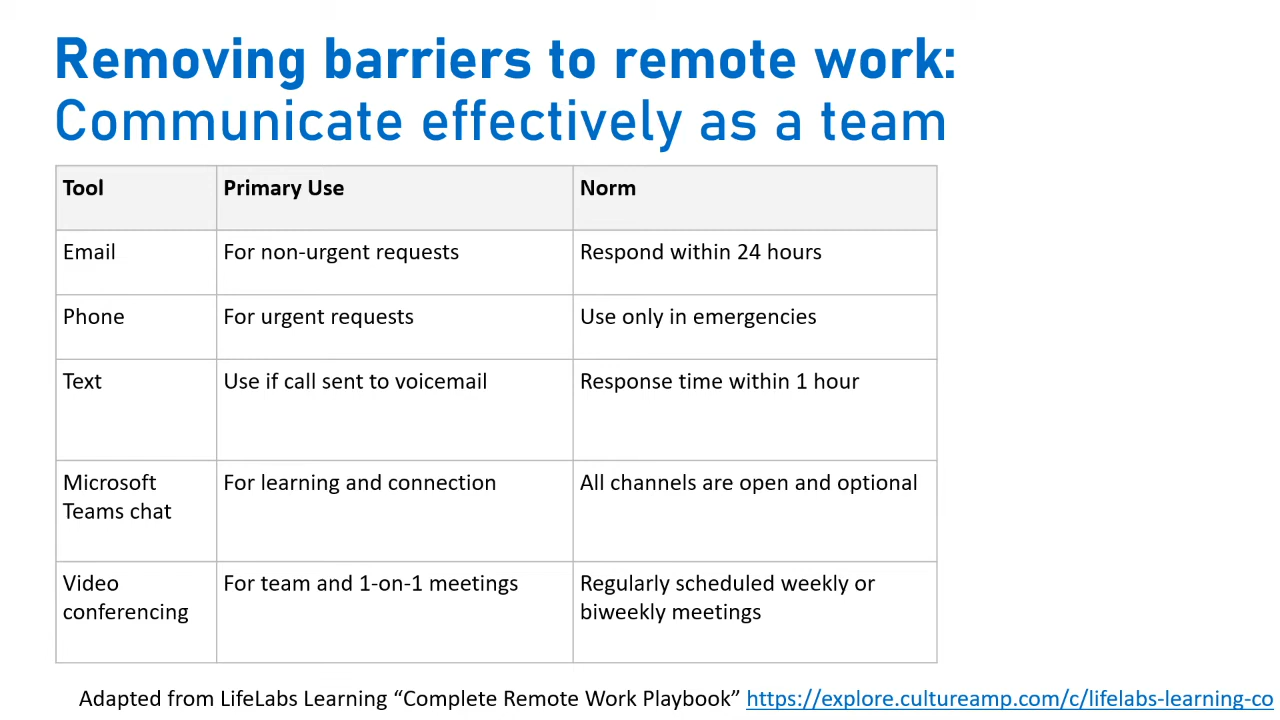 Removing barriers to remote work:
Communicate effectively as a team
Tool Primary Use Norm
Email For non-urgent requests Respond within 24 hours
Phone For urgent requests Use only in emergencies
Text Use if call sent to voicemail Response time within 1 hour
Microsoft Teams chat For learning and connection All channels are open and optional
Video conferencing For team and 1-on-1 meetings Regularly scheduled weekly or biweekly meetings
Adapted from LifeLabs Learning “Complete Remote Work Playbook” https://explore.cultureamp.com/c/lifelabs-learning-co